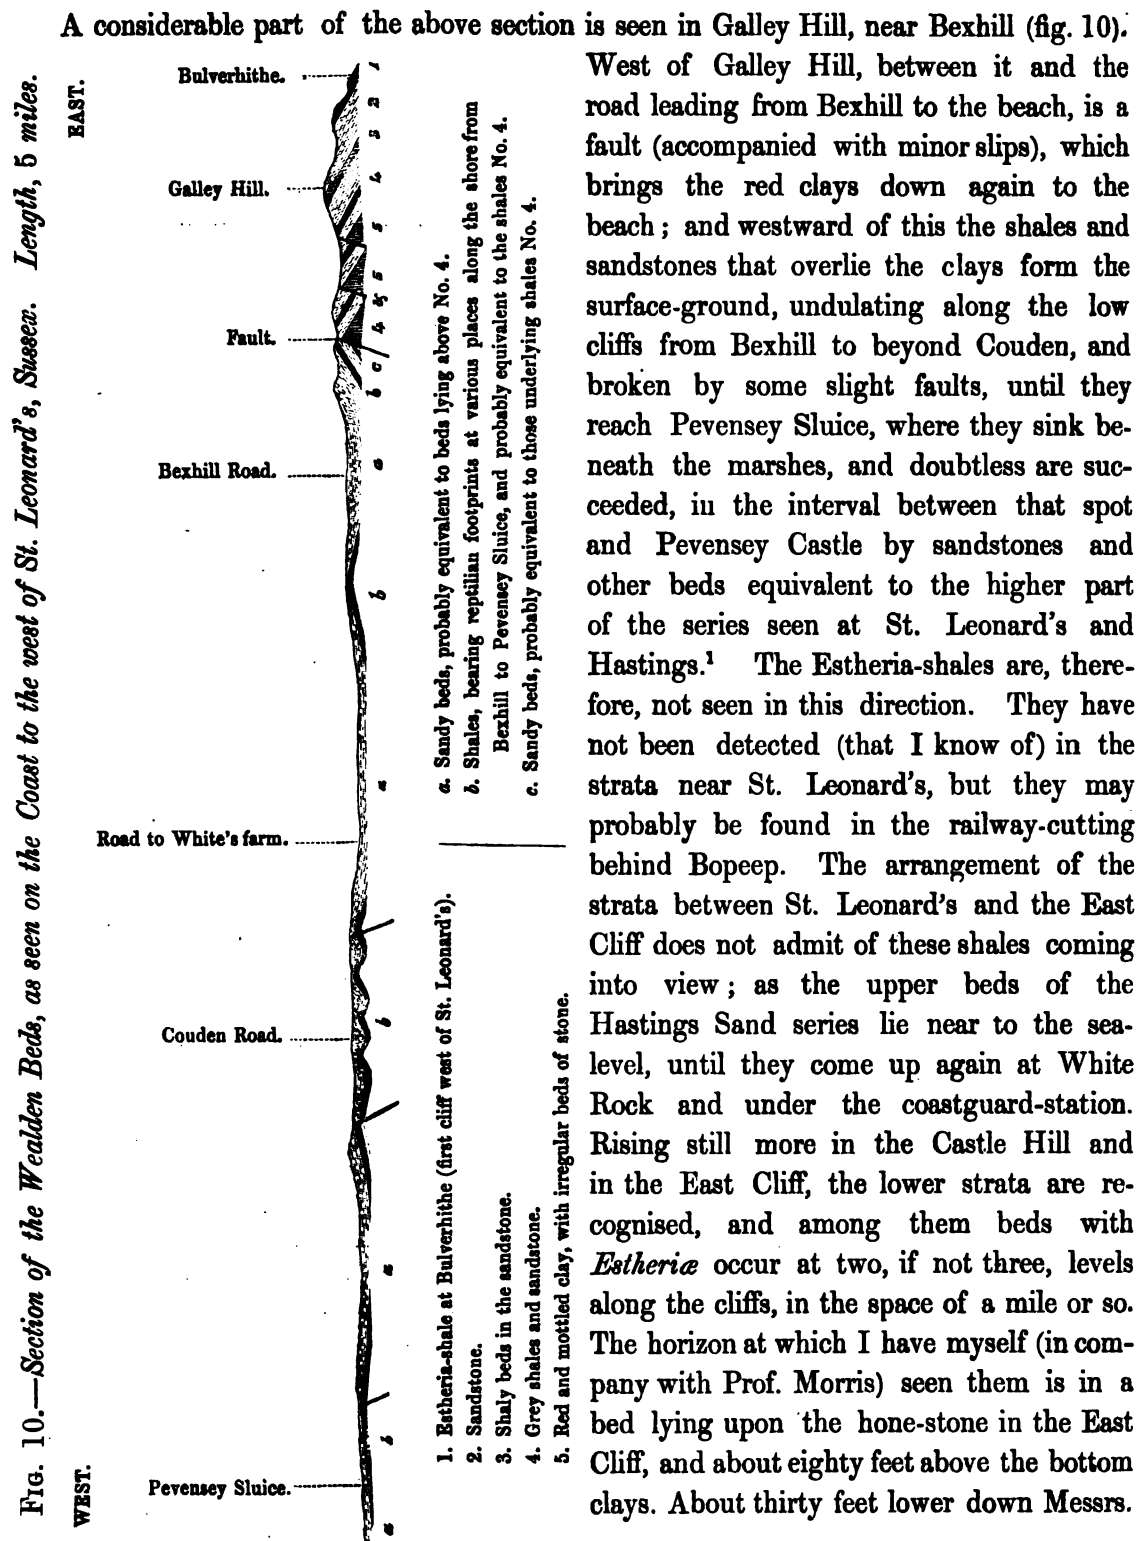 A considerable part of the above section is seen in Galley Hill, near Bexhill (fig. 10).
West of Galley Hill, between it and the
road leading from Bexhill to the beach, is a
fault (accompanied with minor slips), which
brings the red clays down again to the
beach; and westward of this the shales and
sandstones that overlie the clays form the
surface-ground, undulating along the low
cliffs from Bexhill to beyond Couden, and
broken by some slight faults, until they
reach Pevensey Sluice, where they sink be-
neath the marshes, and doubtless are suc-
ceeded, in the interval between that spot
and Pevensey Castle by sandstones and
other beds equivalent to the higher part
of the series seen at St. Leonard's and
Hastings.¹ The Estheria-shales are, there-
fore, not seen in this direction. They have
not been detected (that I know of) in the
strata near St. Leonard's, but they may
probably be found in the railway-cutting
behind Bopeep. The arrangement of the
strata between St. Leonard's and the East
Cliff does not admit of these shales coming
into view; as the upper beds of the
Hastings Sand series lie near to the sea-
level, until they come up again at White
Rock and under the coastguard-station.
Rising still more in the Castle Hill and
in the East Cliff, the lower strata are re-
cognised, and among them beds with
Estheriæ occur at two, if not three, levels
along the cliffs, in the space of a mile or so.
The horizon at which I have myself (in com-
pany with Prof. Morris) seen them is in a
bed lying upon the hone-stone in the East
Cliff, and about eighty feet above the bottom
clays. About thirty feet lower down Messrs.
FIG. 10.—Section of the Wealden Beds, as seen on the Coast to the west of St. Leonard's, Sussex. Length, 5 miles.
WEST.
EAST.
Pevensey Sluice.
Couden Road.
Road to White's farm.
Bexhill Road.
Fault.
Galley Hill.
Bulverhithe.
a b a b a b a b c 4 5 5 5 4 3 2 1
1. Estheria-shale at Bulverhithe (first cliff west of St. Leonard's).
2. Sandstone.
3. Shaly beds in the sandstone.
4. Grey shales and sandstone.
5. Red and mottled clay, with irregular beds of stone.
a. Sandy beds, probably equivalent to beds lying above No. 4.
b. Shales, bearing reptilian footprints at various places along the shore from
Bexhill to Pevensey Sluice, and probably equivalent to the shales No. 4.
c. Sandy beds, probably equivalent to those underlying shales No. 4.